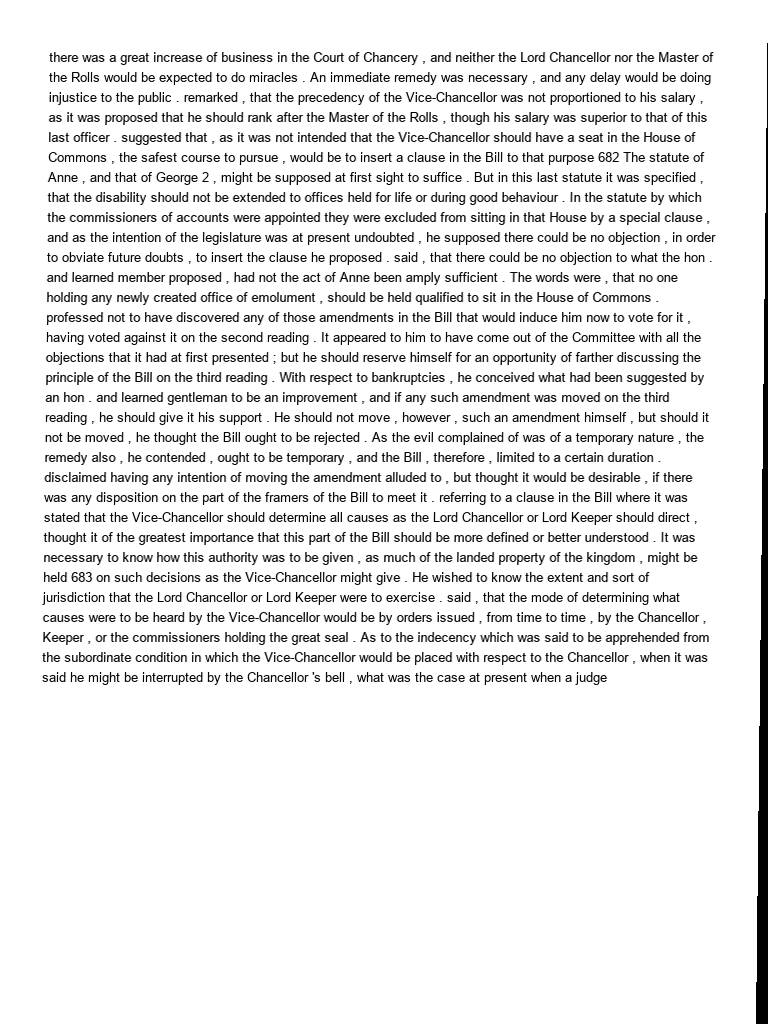 there was a great increase of business in the Court of Chancery , and neither the Lord Chancellor nor the Master of
the Rolls would be expected to do miracles . An immediate remedy was necessary , and any delay would be doing
injustice to the public . remarked , that the precedency of the Vice-Chancellor was not proportioned to his salary ,
as it was proposed that he should rank after the Master of the Rolls , though his salary was superior to that of this
last officer . suggested that , as it was not intended that the Vice-Chancellor should have a seat in the House of
Commons , the safest course to pursue , would be to insert a clause in the Bill to that purpose 682 The statute of
Anne , and that of George 2 , might be supposed at first sight to suffice . But in this last statute it was specified ,
that the disability should not be extended to offices held for life or during good behaviour . In the statute by which
the commissioners of accounts were appointed they were excluded from sitting in that House by a special clause ,
and as the intention of the legislature was at present undoubted , he supposed there could be no objection , in order
to obviate future doubts , to insert the clause he proposed . said , that there could be no objection to what the hon .
and learned member proposed , had not the act of Anne been amply sufficient . The words were , that no one
holding any newly created office of emolument , should be held qualified to sit in the House of Commons .
professed not to have discovered any of those amendments in the Bill that would induce him now to vote for it ,
having voted against it on the second reading . It appeared to him to have come out of the Committee with all the
objections that it had at first presented ; but he should reserve himself for an opportunity of farther discussing the
principle of the Bill on the third reading . With respect to bankruptcies , he conceived what had been suggested by
an hon . and learned gentleman to be an improvement , and if any such amendment was moved on the third
reading , he should give it his support . He should not move , however , such an amendment himself , but should it
not be moved , he thought the Bill ought to be rejected . As the evil complained of was of a temporary nature , the
remedy also , he contended , ought to be temporary , and the Bill , therefore , limited to a certain duration .
disclaimed having any intention of moving the amendment alluded to , but thought it would be desirable , if there
was any disposition on the part of the framers of the Bill to meet it . referring to a clause in the Bill where it was
stated that the Vice-Chancellor should determine all causes as the Lord Chancellor or Lord Keeper should direct ,
thought it of the greatest importance that this part of the Bill should be more defined or better understood . It was
necessary to know how this authority was to be given , as much of the landed property of the kingdom , might be
held 683 on such decisions as the Vice-Chancellor might give . He wished to know the extent and sort of
jurisdiction that the Lord Chancellor or Lord Keeper were to exercise . said , that the mode of determining what
causes were to be heard by the Vice-Chancellor would be by orders issued , from time to time , by the Chancellor ,
Keeper , or the commissioners holding the great seal . As to the indecency which was said to be apprehended from
the subordinate condition in which the Vice-Chancellor would be placed with respect to the Chancellor , when it was
said he might be interrupted by the Chancellor 's bell , what was the case at present when a judge